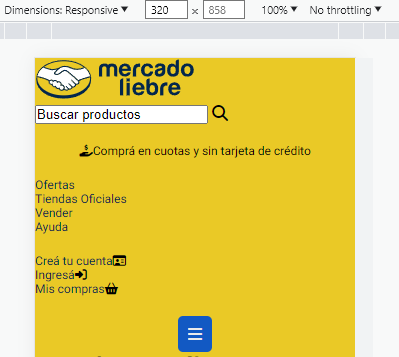 Dimensions: Responsive ▼ 320 × 858 100% ▼ No throttling ▼
mercado
liebre
Buscar productos
Comprá en cuotas y sin tarjeta de crédito
Ofertas
Tiendas Oficiales
Vender
Ayuda
Creá tu cuenta
Ingresá
Mis compras